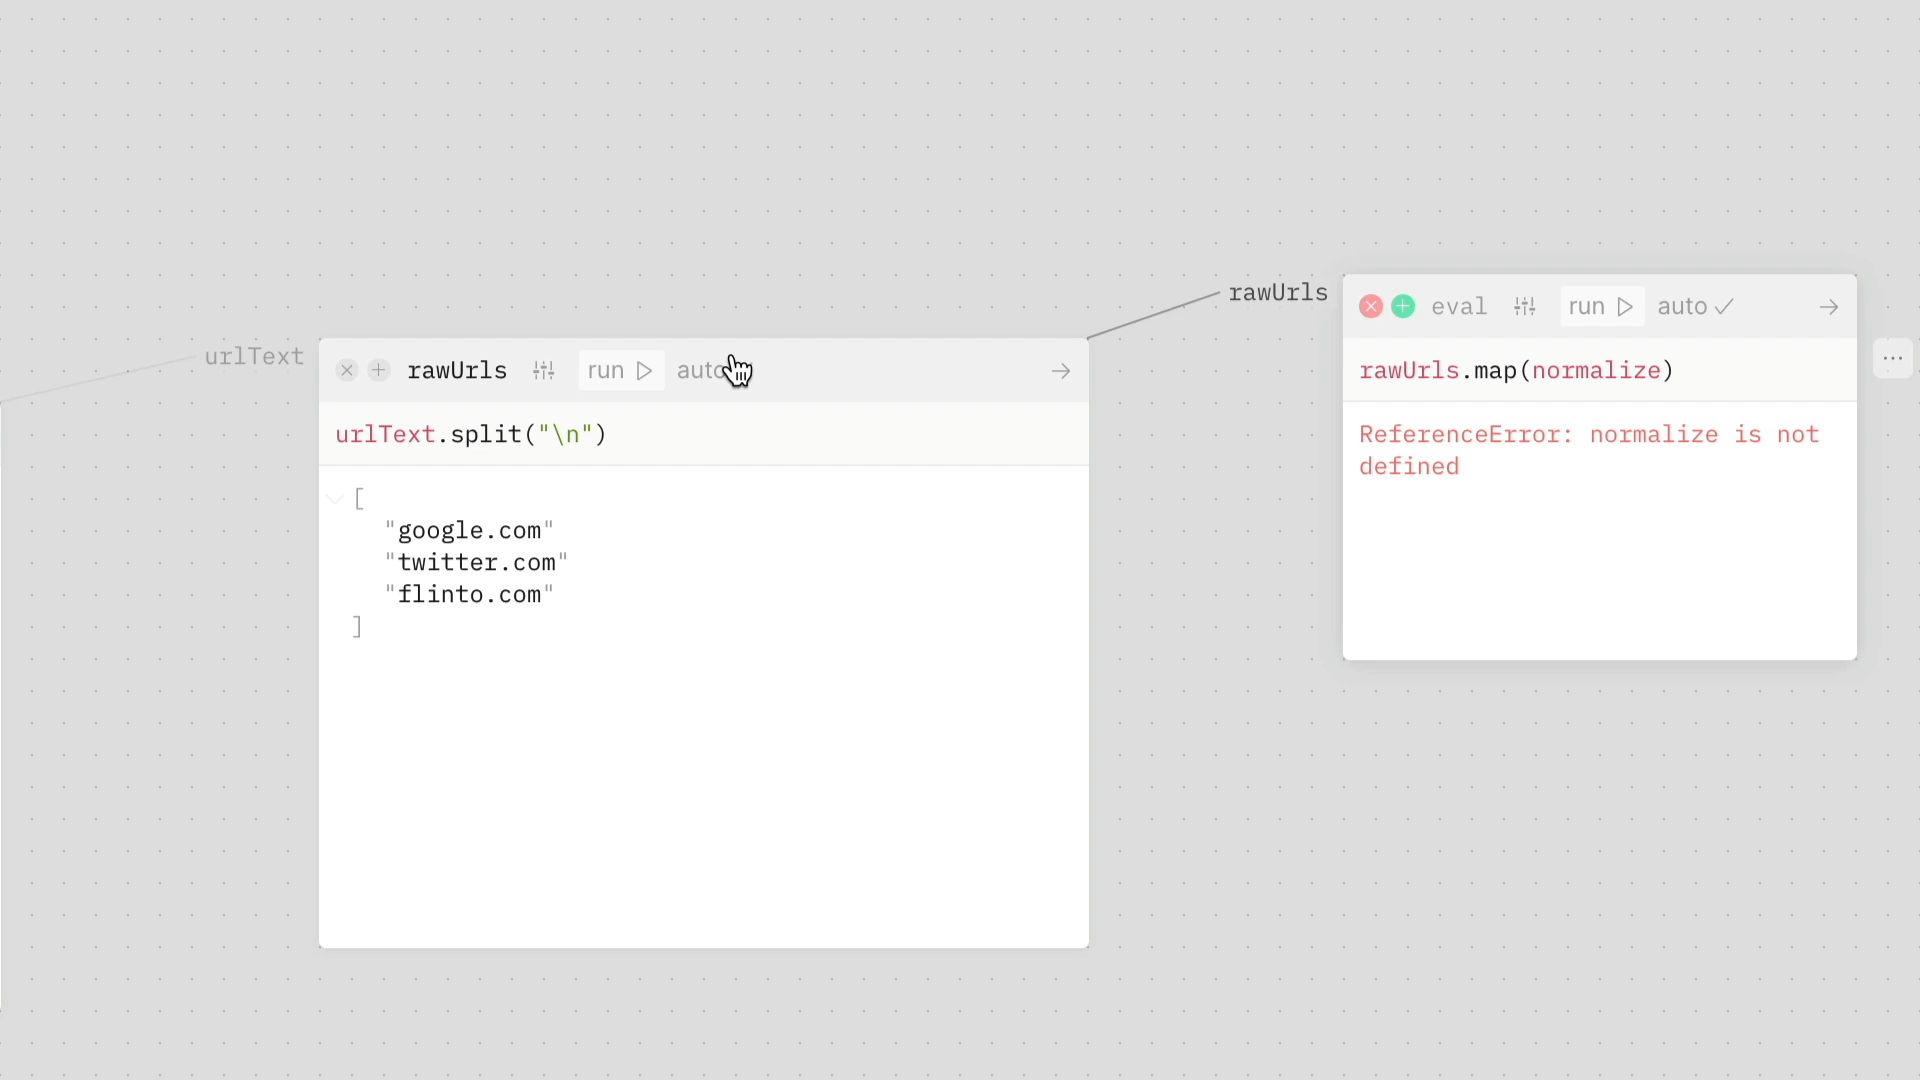 urlText
rawUrls run auto
urlText.split("\n")
[
"google.com"
"twitter.com"
"flinto.com"
]
rawUrls
eval run auto
rawUrls.map(normalize)
ReferenceError: normalize is not
defined